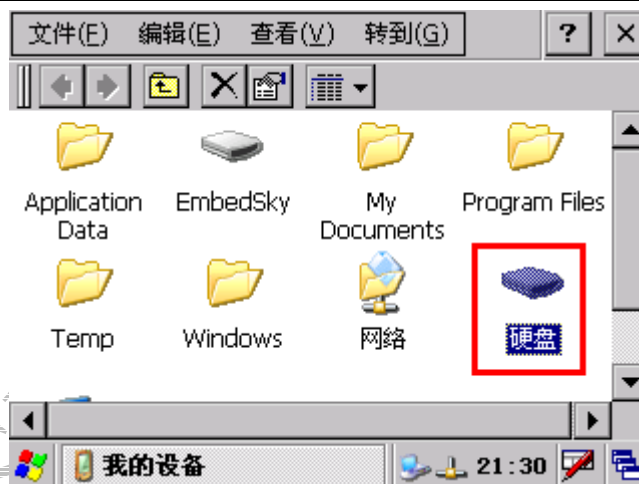 文件(F) 编辑(E) 查看(V) 转到(G) ? ×
Application Data
EmbedSky
My Documents
Program Files
Temp
Windows
网络
硬盘
我的设备
21:30